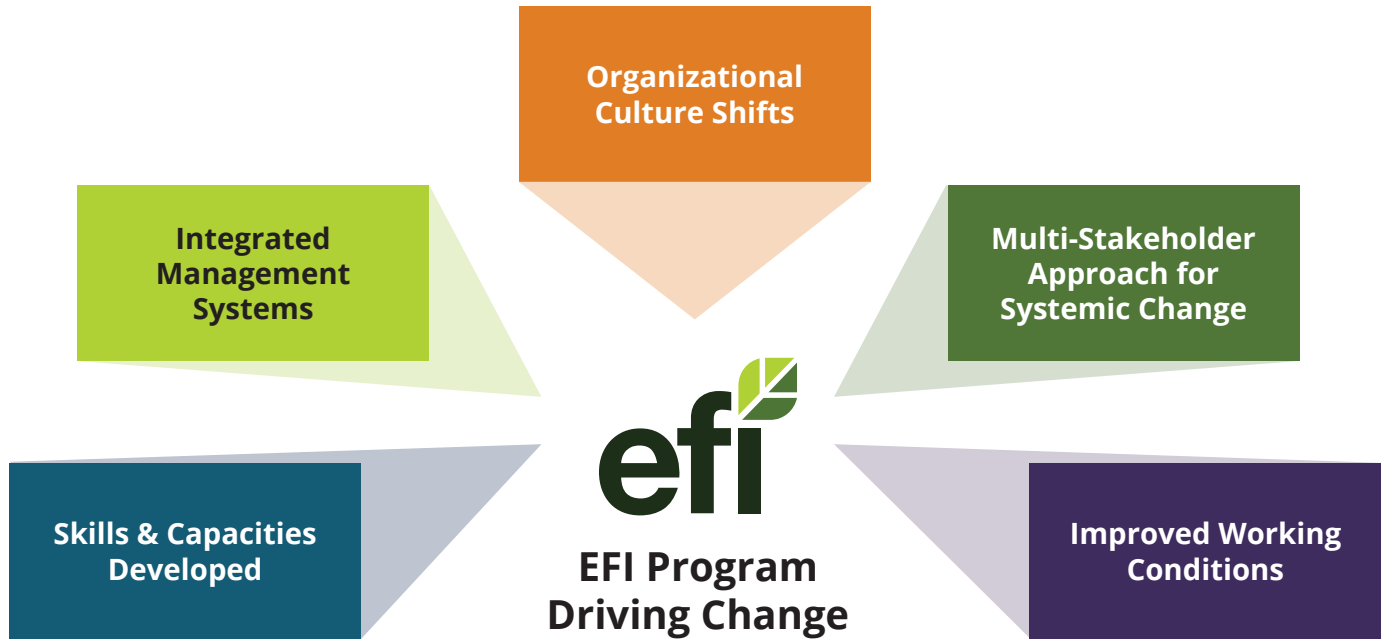 Organizational
Culture Shifts
Integrated
Management
Systems
Multi-Stakeholder
Approach for
Systemic Change
Skills & Capacities
Developed
efi
EFI Program
Driving Change
Improved Working
Conditions